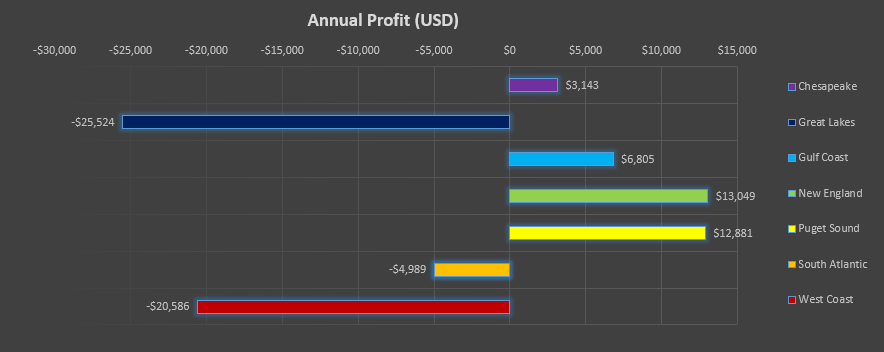 Annual Profit (USD)
-$30,000 -$25,000 -$20,000 -$15,000 -$10,000 -$5,000 $0 $5,000 $10,000 $15,000
$3,143
Chesapeake
-$25,524
Great Lakes
$6,805
Gulf Coast
$13,049
New England
$12,881
Puget Sound
-$4,989
South Atlantic
-$20,586
West Coast